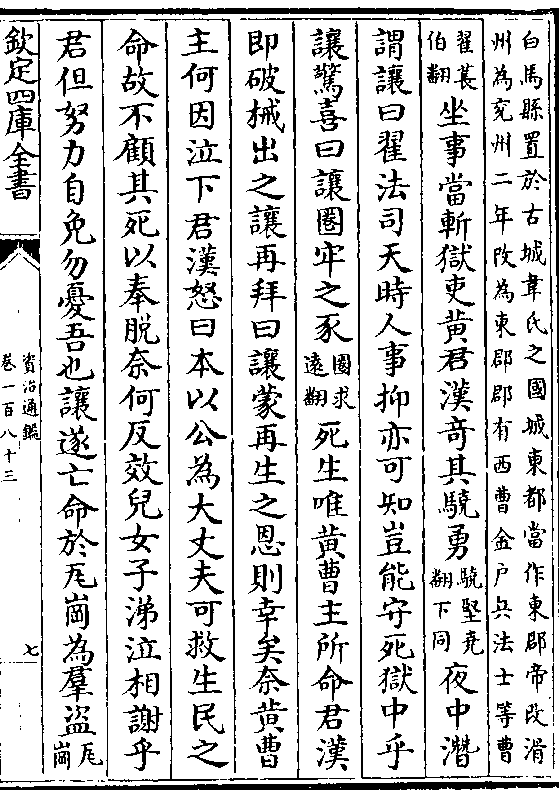 白馬縣置於古城韋氏之國城東都當作東郡帝改滑
州為兖州二年改為東郡郡有西曹金户兵法士等曹
翟萇
伯翻
坐事當斬獄吏黄君漢竒其驍勇
驍堅堯
翻下同
夜中潛
謂讓曰翟法司天時人事抑亦可知豈能守死獄中乎
讓驚喜曰讓圈牢之豕
圈求
遠翻
死生唯黄曹主所命君漢
即破械出之讓再拜曰讓蒙再生之恩則幸矣奈黄曹
主何因泣下君漢怒曰本以公為大丈夫可救生民之
命故不顧其死以奉脱奈何反效兒女子涕泣相謝乎
君但努力自免勿憂吾也讓遂亡命於瓦崗為羣盗
瓦
崗
欽定四庫全書
資治通鑑
卷一百八十三
七